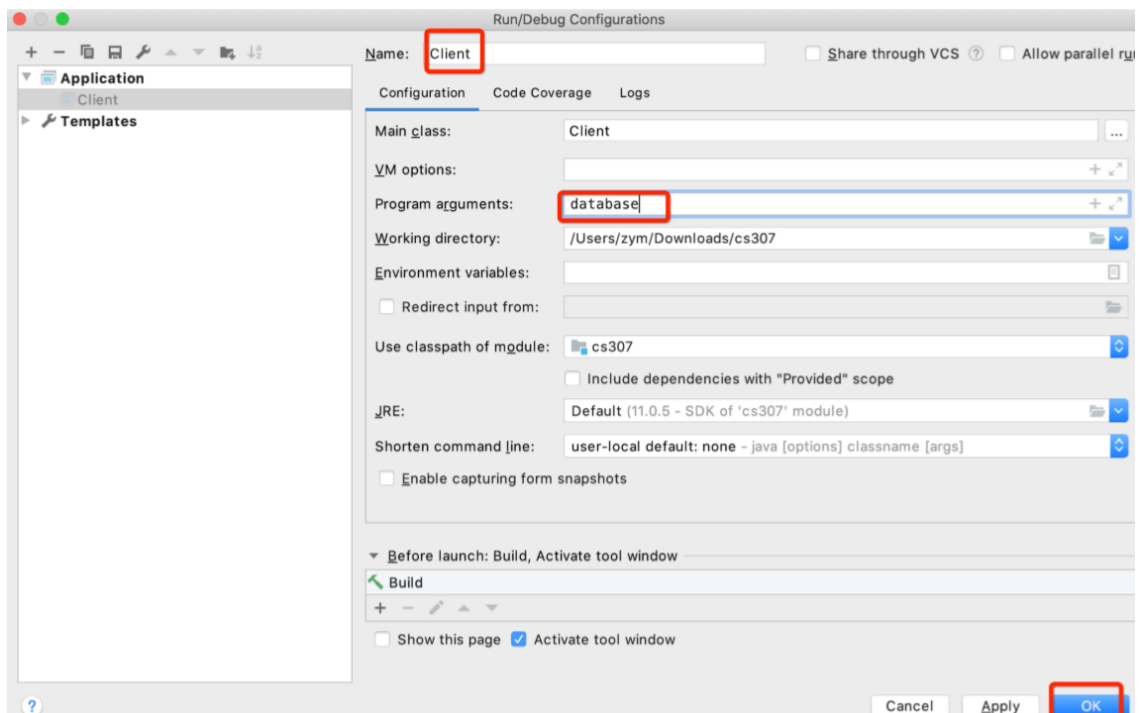 Run/Debug Configurations
Name: Client Share through VCS ? Allow parallel ru
Application
Client
Templates
Configuration Code Coverage Logs
Main class: Client ...
VM options:
Program arguments: database
Working directory: /Users/zym/Downloads/cs307
Environment variables:
Redirect input from:
Use classpath of module: cs307
Include dependencies with "Provided" scope
JRE: Default (11.0.5 - SDK of 'cs307' module)
Shorten command line: user-local default: none - java [options] classname [args]
Enable capturing form snapshots
Before launch: Build, Activate tool window
Build
Show this page Activate tool window
? Cancel Apply OK